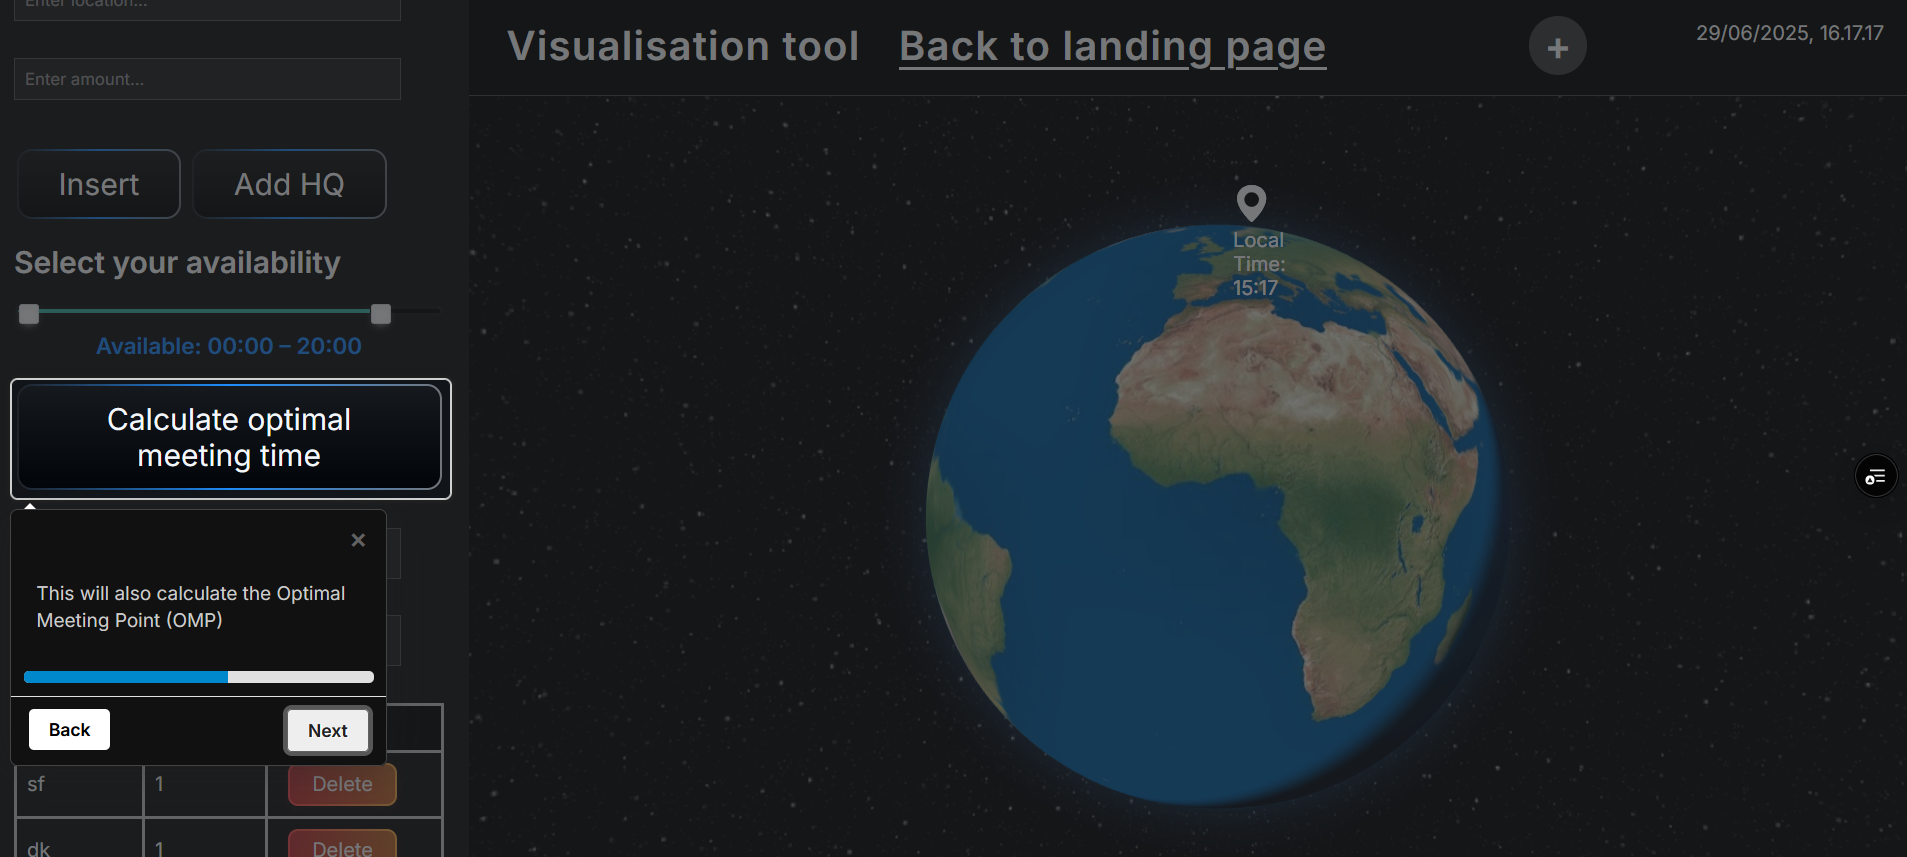 Enter location...
Enter amount...
Insert
Add HQ
Select your availability
Available: 00:00 – 20:00
Calculate optimal
meeting time
×
This will also calculate the Optimal
Meeting Point (OMP)
Back
Next
sf 1 Delete
dk 1 Delete
Visualisation tool
Back to landing page
+
29/06/2025, 16.17.17
Local
Time:
15:17